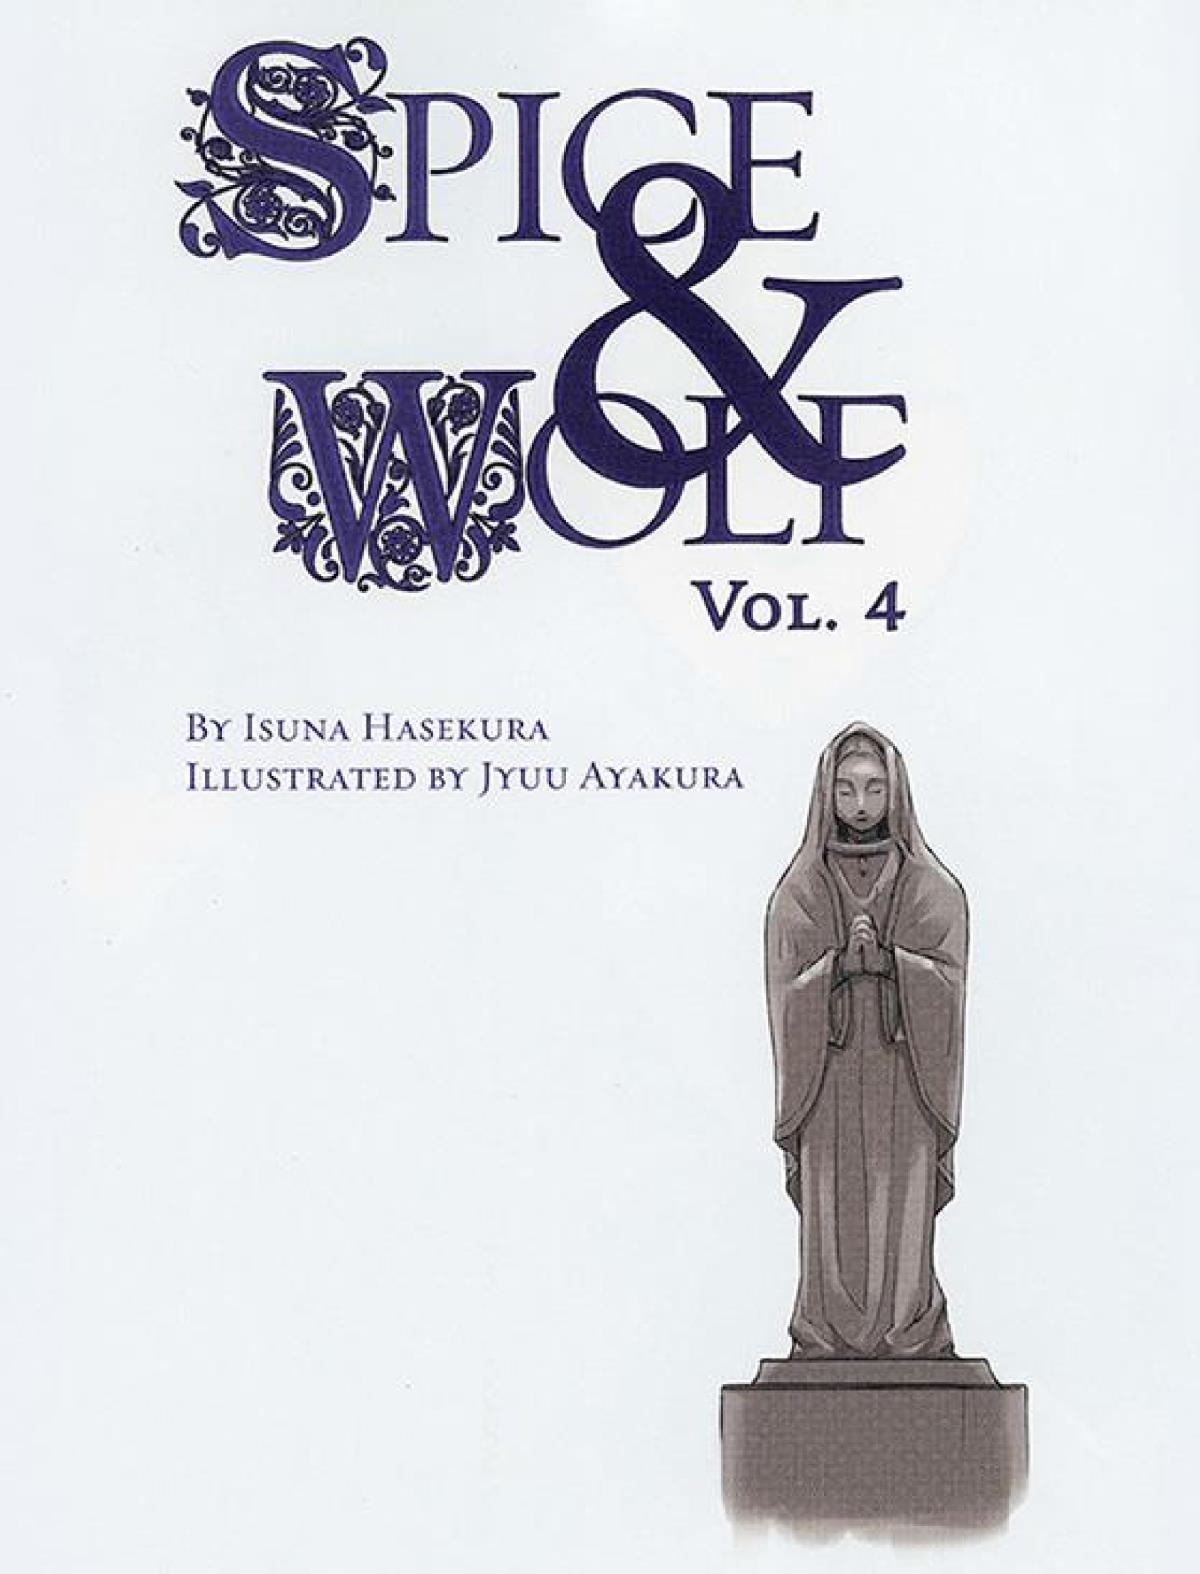 SPICE
&
WOLF
VOL. 4
BY ISUNA HASEKURA
ILLUSTRATED BY JYUU AYAKURA